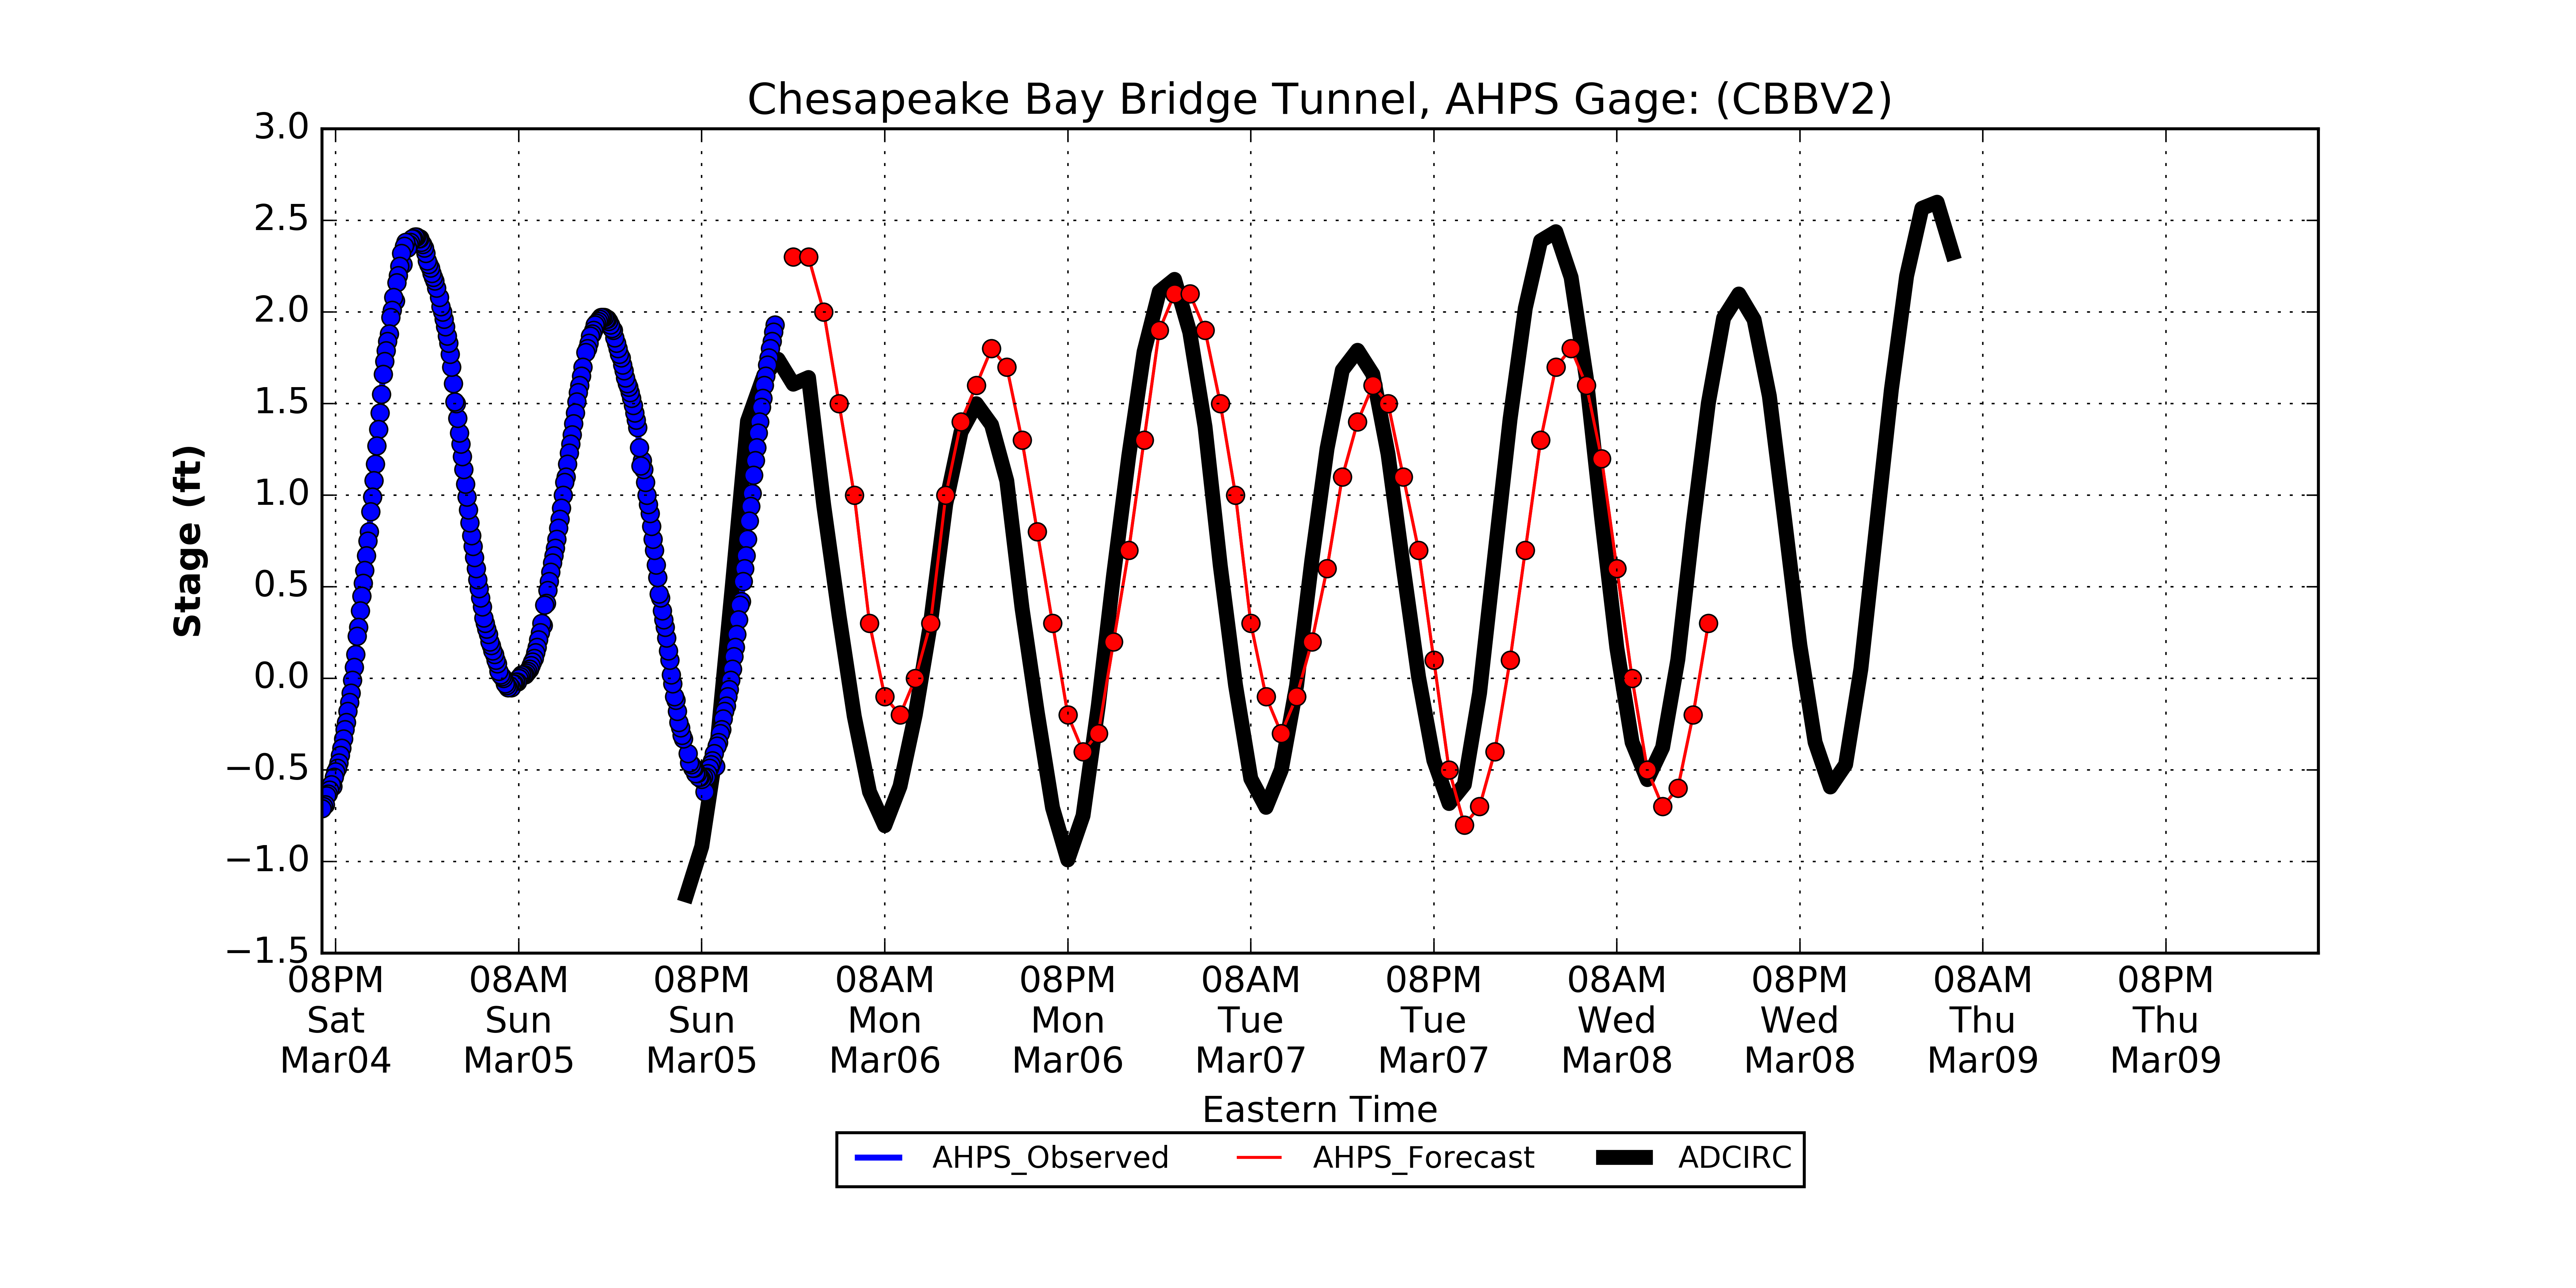 Chesapeake Bay Bridge Tunnel, AHPS Gage: (CBBV2)
3.0
2.5
2.0
1.5
1.0
0.5
0.0
−0.5
−1.0
−1.5
Stage (ft)
08PM 08AM 08PM 08AM 08PM 08AM 08PM 08AM 08PM 08AM 08PM
Sat Sun Sun Mon Mon Tue Tue Wed Wed Thu Thu
Mar04 Mar05 Mar05 Mar06 Mar06 Mar07 Mar07 Mar08 Mar08 Mar09 Mar09
Eastern Time
AHPS_Observed AHPS_Forecast ADCIRC